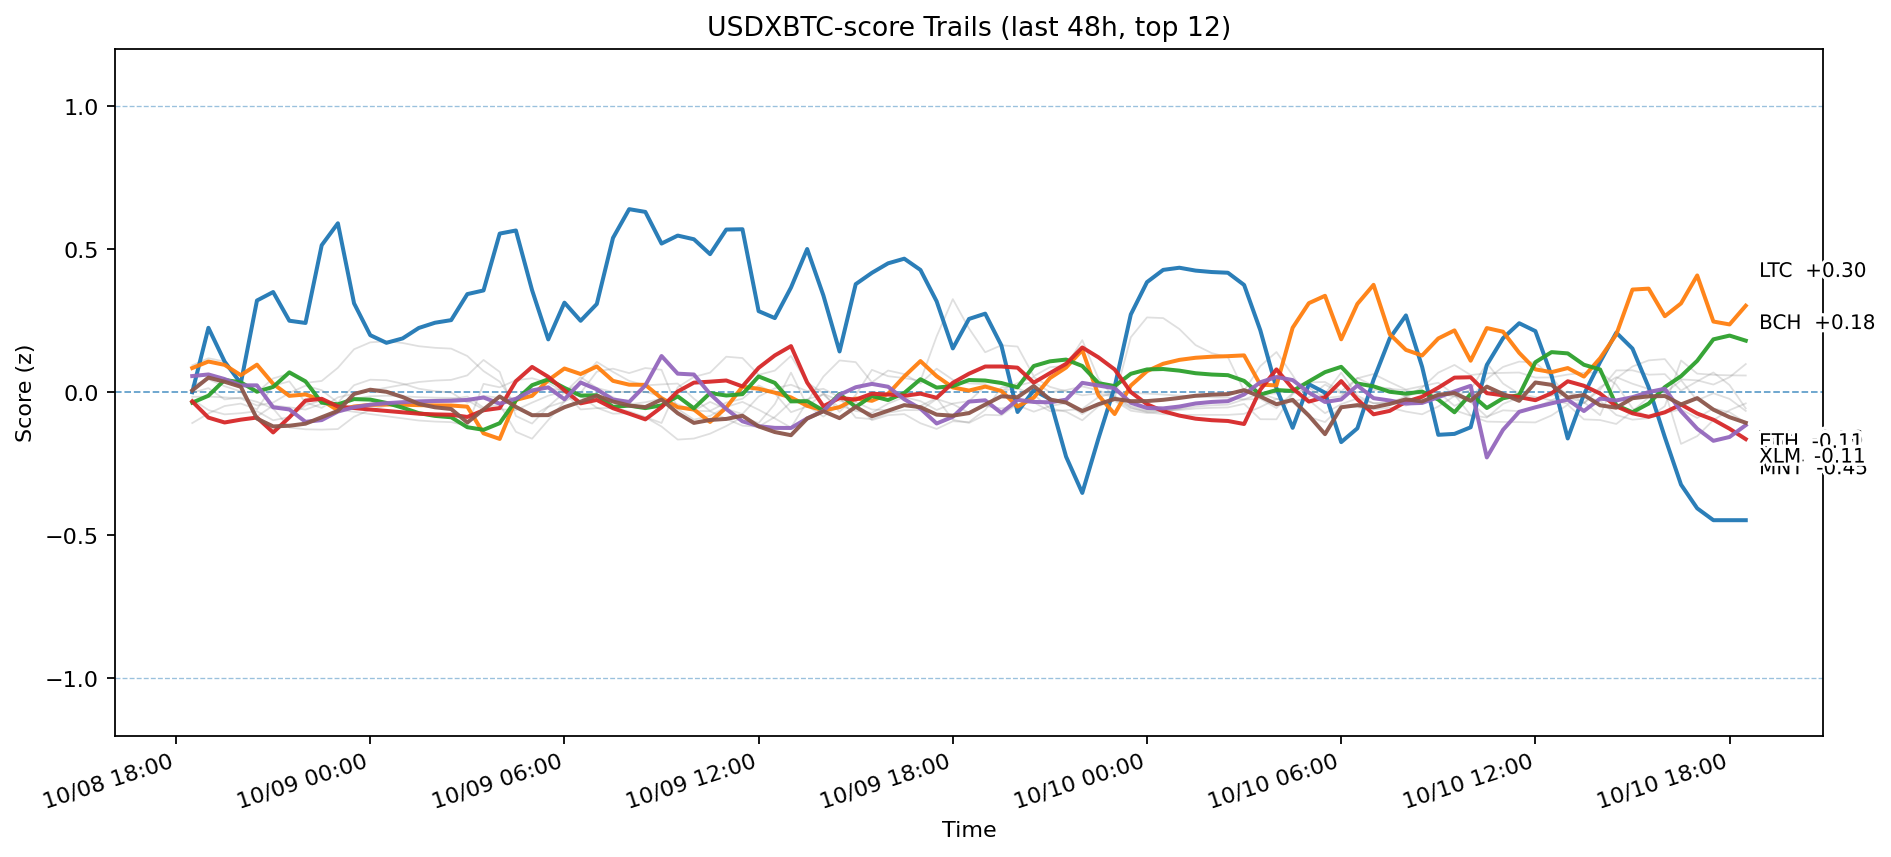 USDXBTC-score Trails (last 48h, top 12)
Score (z)
1.0
0.5
0.0
−0.5
−1.0
LTC +0.30
BCH +0.18
ETH -0.11
XLM -0.11
MNT -0.45
10/08 18:00
10/09 00:00
10/09 06:00
10/09 12:00
10/09 18:00
10/10 00:00
10/10 06:00
10/10 12:00
10/10 18:00
Time